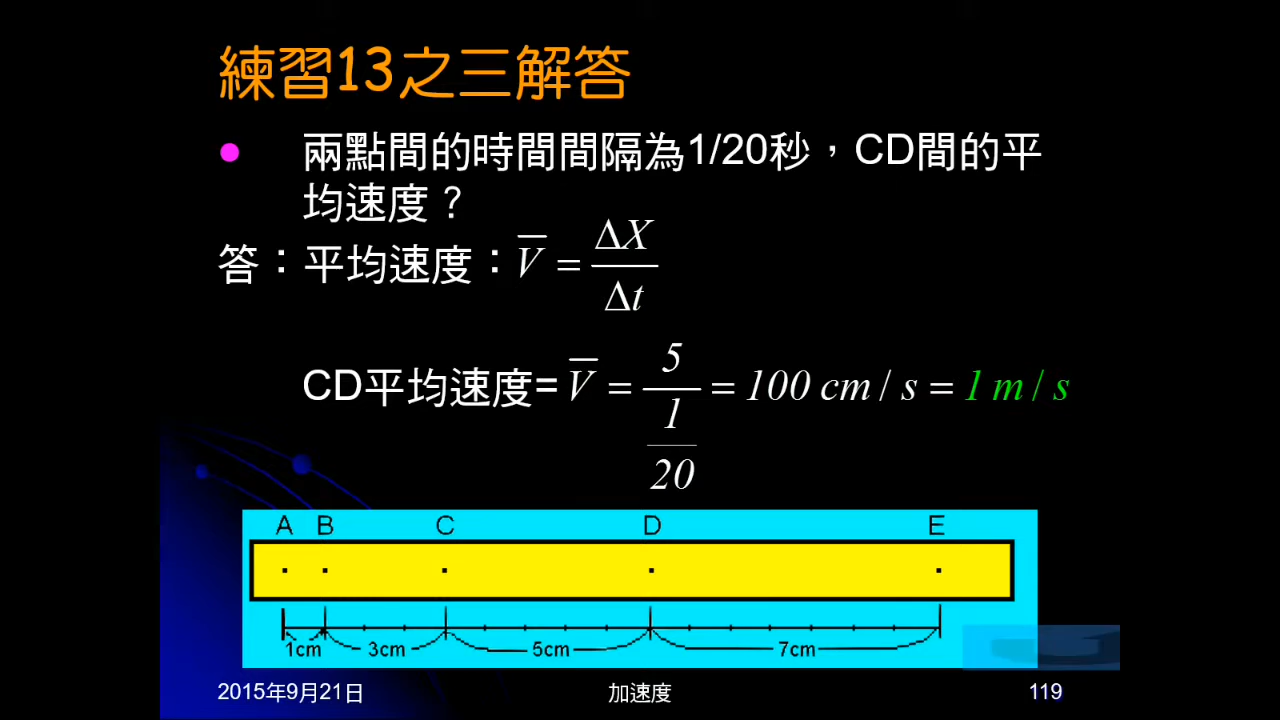 練習13之三解答
● 兩點間的時間間隔為1/20秒，CD間的平
均速度？
答：平均速度：V̅ = ΔX / Δt
CD平均速度= V̅ = 5 / (1 / 20) = 100 cm / s = 1 m / s
A B C D E
1cm 3cm 5cm 7cm
2015年9月21日 加速度 119